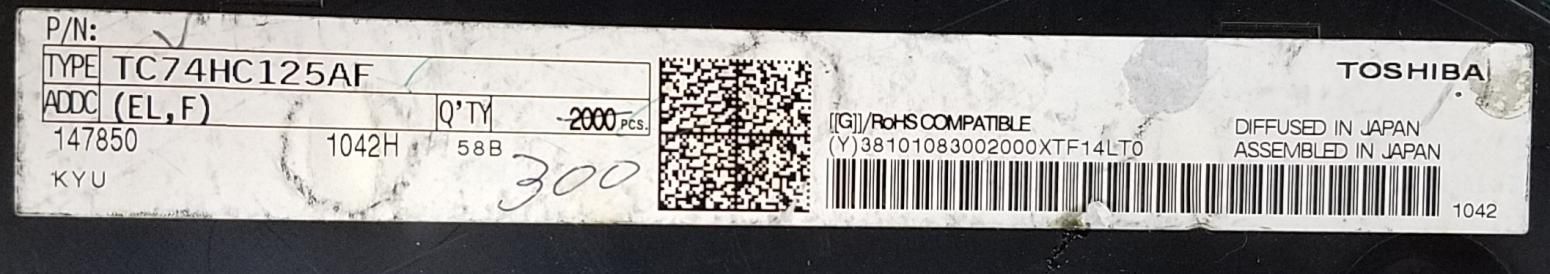 P/N:
TYPE TC74HC125AF
ADDC (EL,F) Q'TY 2000 PCS.
147850 1042H 58B
300
KYU
TOSHIBA
[[G]]/RoHS COMPATIBLE
(Y)38101083002000XTF14LT0
DIFFUSED IN JAPAN
ASSEMBLED IN JAPAN
1042